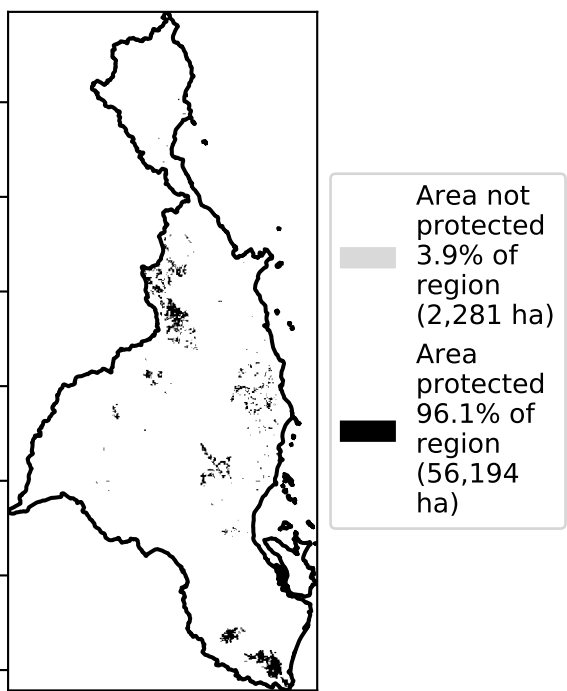 Area not
protected
3.9% of
region
(2,281 ha)
Area
protected
96.1% of
region
(56,194
ha)